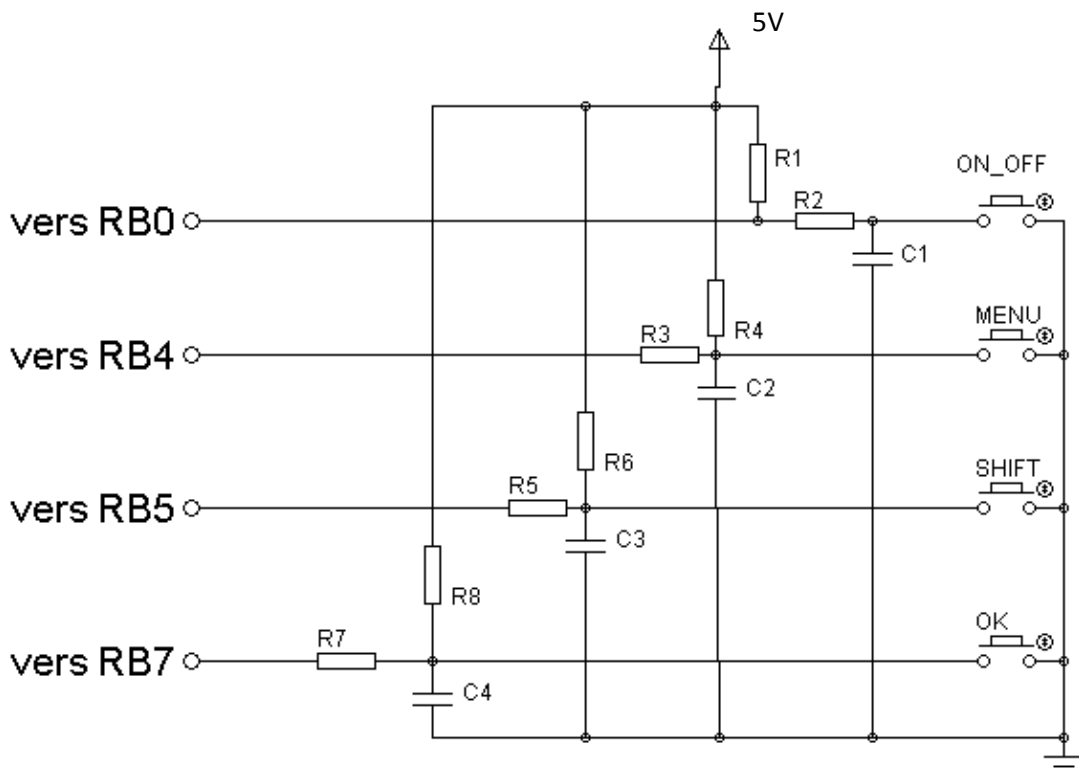 5V
R1
ON_OFF
R2
vers RB0
C1
MENU
R4
R3
vers RB4
C2
R6
SHIFT
R5
vers RB5
C3
R8
OK
R7
vers RB7
C4